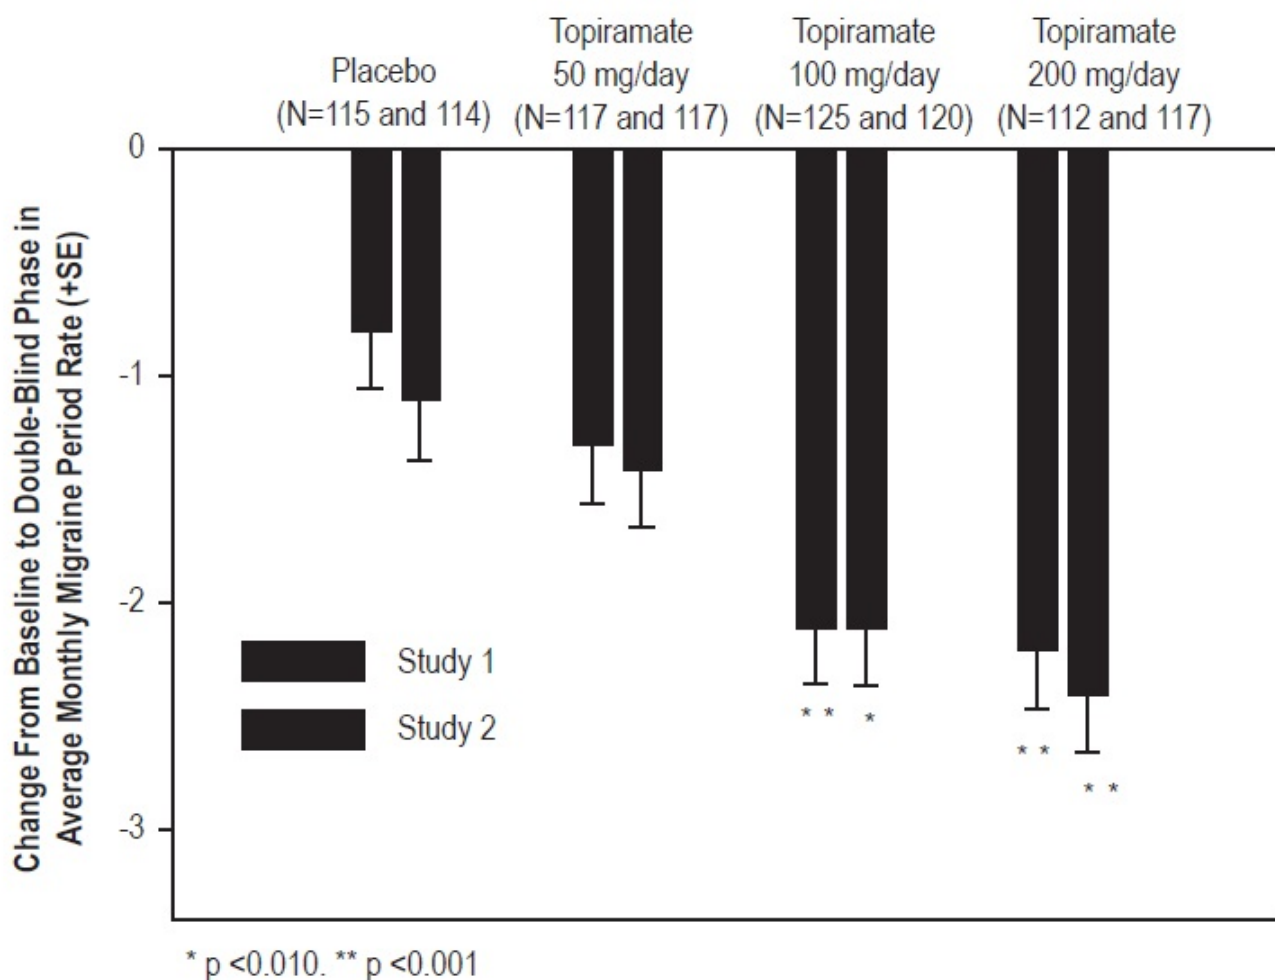 Placebo
(N=115 and 114)
Topiramate
50 mg/day
(N=117 and 117)
Topiramate
100 mg/day
(N=125 and 120)
Topiramate
200 mg/day
(N=112 and 117)
Change From Baseline to Double-Blind Phase in
Average Monthly Migraine Period Rate (+SE)
0
-1
-2
-3
Study 1
Study 2
* *
*
* *
* *
* p <0.010. ** p <0.001